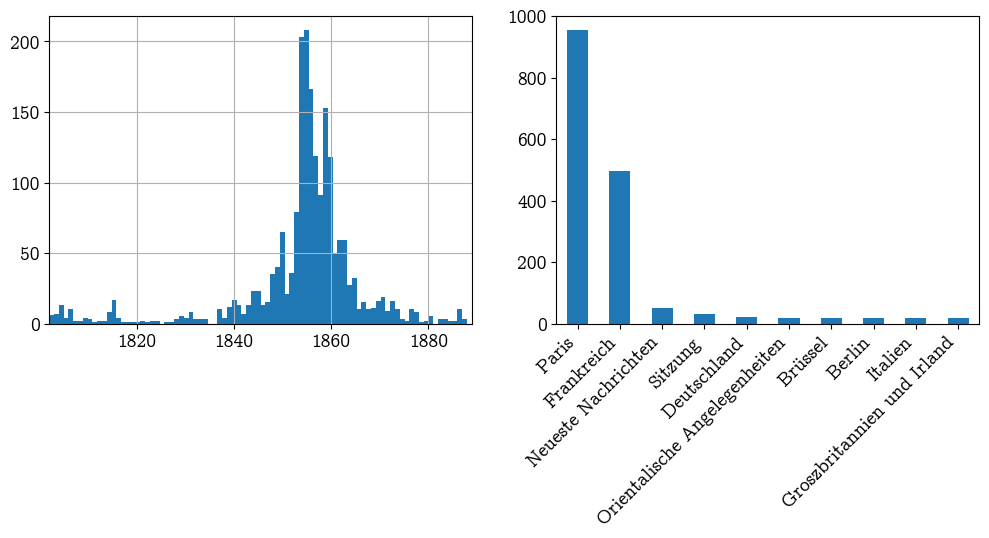 200
150
100
50
0
1820 1840 1860 1880
1000
800
600
400
200
0
Paris
Frankreich
Neueste Nachrichten
Sitzung
Deutschland
Orientalische Angelegenheiten
Brüssel
Berlin
Italien
Groszbritannien und Irland